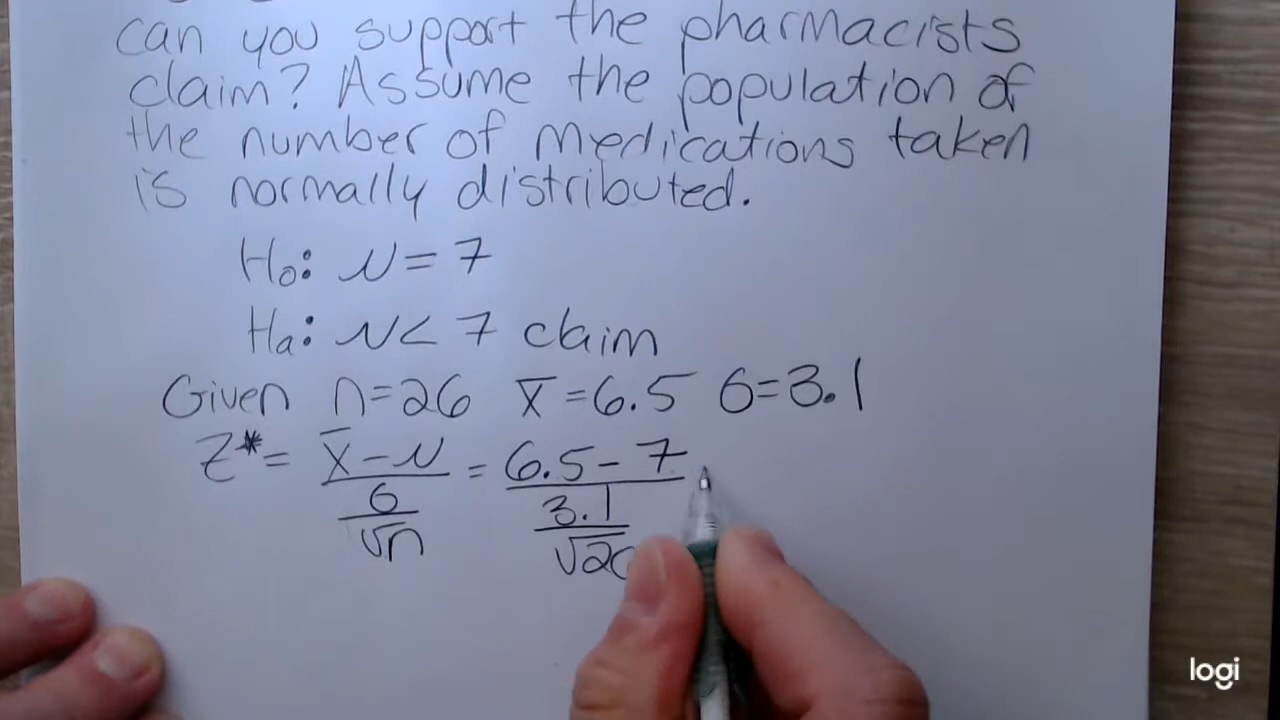 can you support the pharmacists
claim? Assume the population of
the number of medications taken
is normally distributed.
H₀: μ = 7
Hₐ: μ < 7 claim
Given n=26 x̄=6.5 σ=3.1
Z*= x̄-μ / σ/√n = 6.5-7 / 3.1/√26
logi